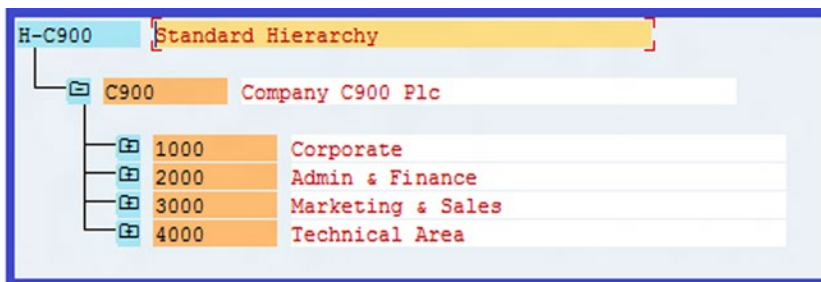 H-C900 Standard Hierarchy
C900 Company C900 Plc
1000 Corporate
2000 Admin & Finance
3000 Marketing & Sales
4000 Technical Area